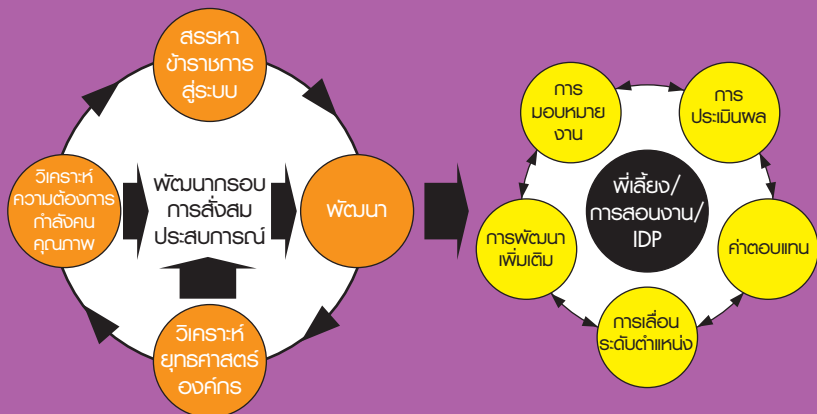 สรรหา
ข้าราชการ
สู่ระบบ
วิเคราะห์
ความต้องการ
กำลังคน
คุณภาพ
พัฒนากรอบ
การสั่งสม
ประสบการณ์
พัฒนา
วิเคราะห์
ยุทธศาสตร์
องค์กร
การ
มอบหมาย
งาน
การ
ประเมินผล
พี่เลี้ยง/
การสอนงาน/
IDP
การพัฒนา
เพิ่มเติม
ค่าตอบแทน
การเลื่อน
ระดับตำแหน่ง